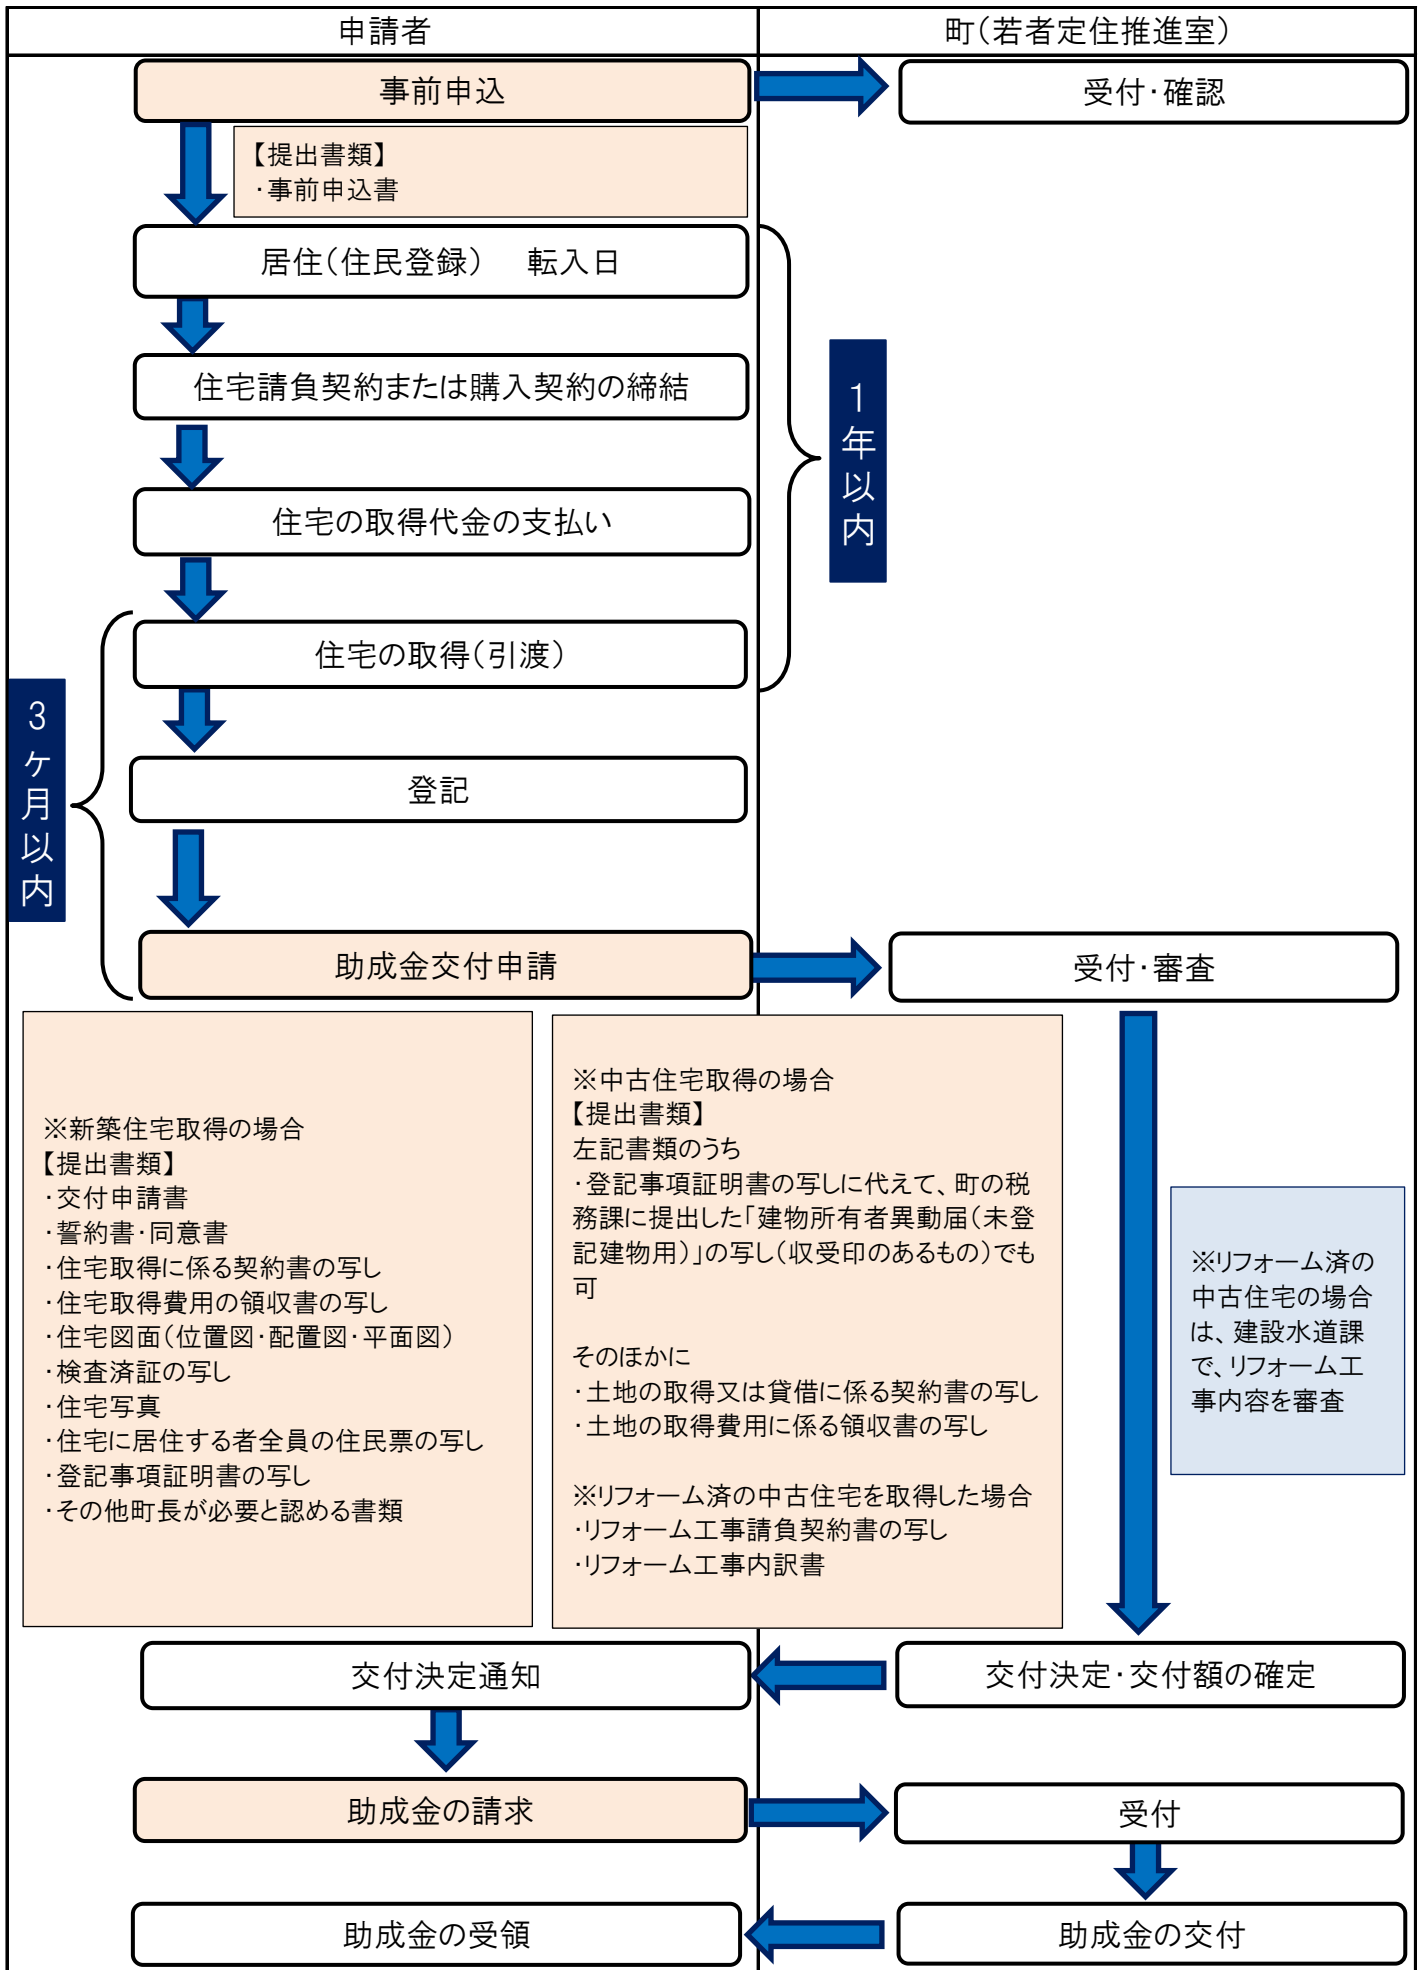 申請者
町(若者定住推進室)
事前申込
受付・確認
【提出書類】
・事前申込書
居住(住民登録)　転入日
住宅請負契約または購入契約の締結
1年以内
住宅の取得代金の支払い
住宅の取得(引渡)
3ヶ月以内
登記
助成金交付申請
受付・審査
※新築住宅取得の場合
【提出書類】
・交付申請書
・誓約書・同意書
・住宅取得に係る契約書の写し
・住宅取得費用の領収書の写し
・住宅図面(位置図・配置図・平面図)
・検査済証の写し
・住宅写真
・住宅に居住する者全員の住民票の写し
・登記事項証明書の写し
・その他町長が必要と認める書類
※中古住宅取得の場合
【提出書類】
左記書類のうち
・登記事項証明書の写しに代えて、町の税
務課に提出した「建物所有者異動届(未登
記建物用)」の写し(収受印のあるもの)でも
可
そのほかに
・土地の取得又は貸借に係る契約書の写し
・土地の取得費用に係る領収書の写し
※リフォーム済の中古住宅を取得した場合
・リフォーム工事請負契約書の写し
・リフォーム工事内訳書
※リフォーム済の
中古住宅の場合
は、建設水道課
で、リフォーム工
事内容を審査
交付決定通知
交付決定・交付額の確定
助成金の請求
受付
助成金の受領
助成金の交付